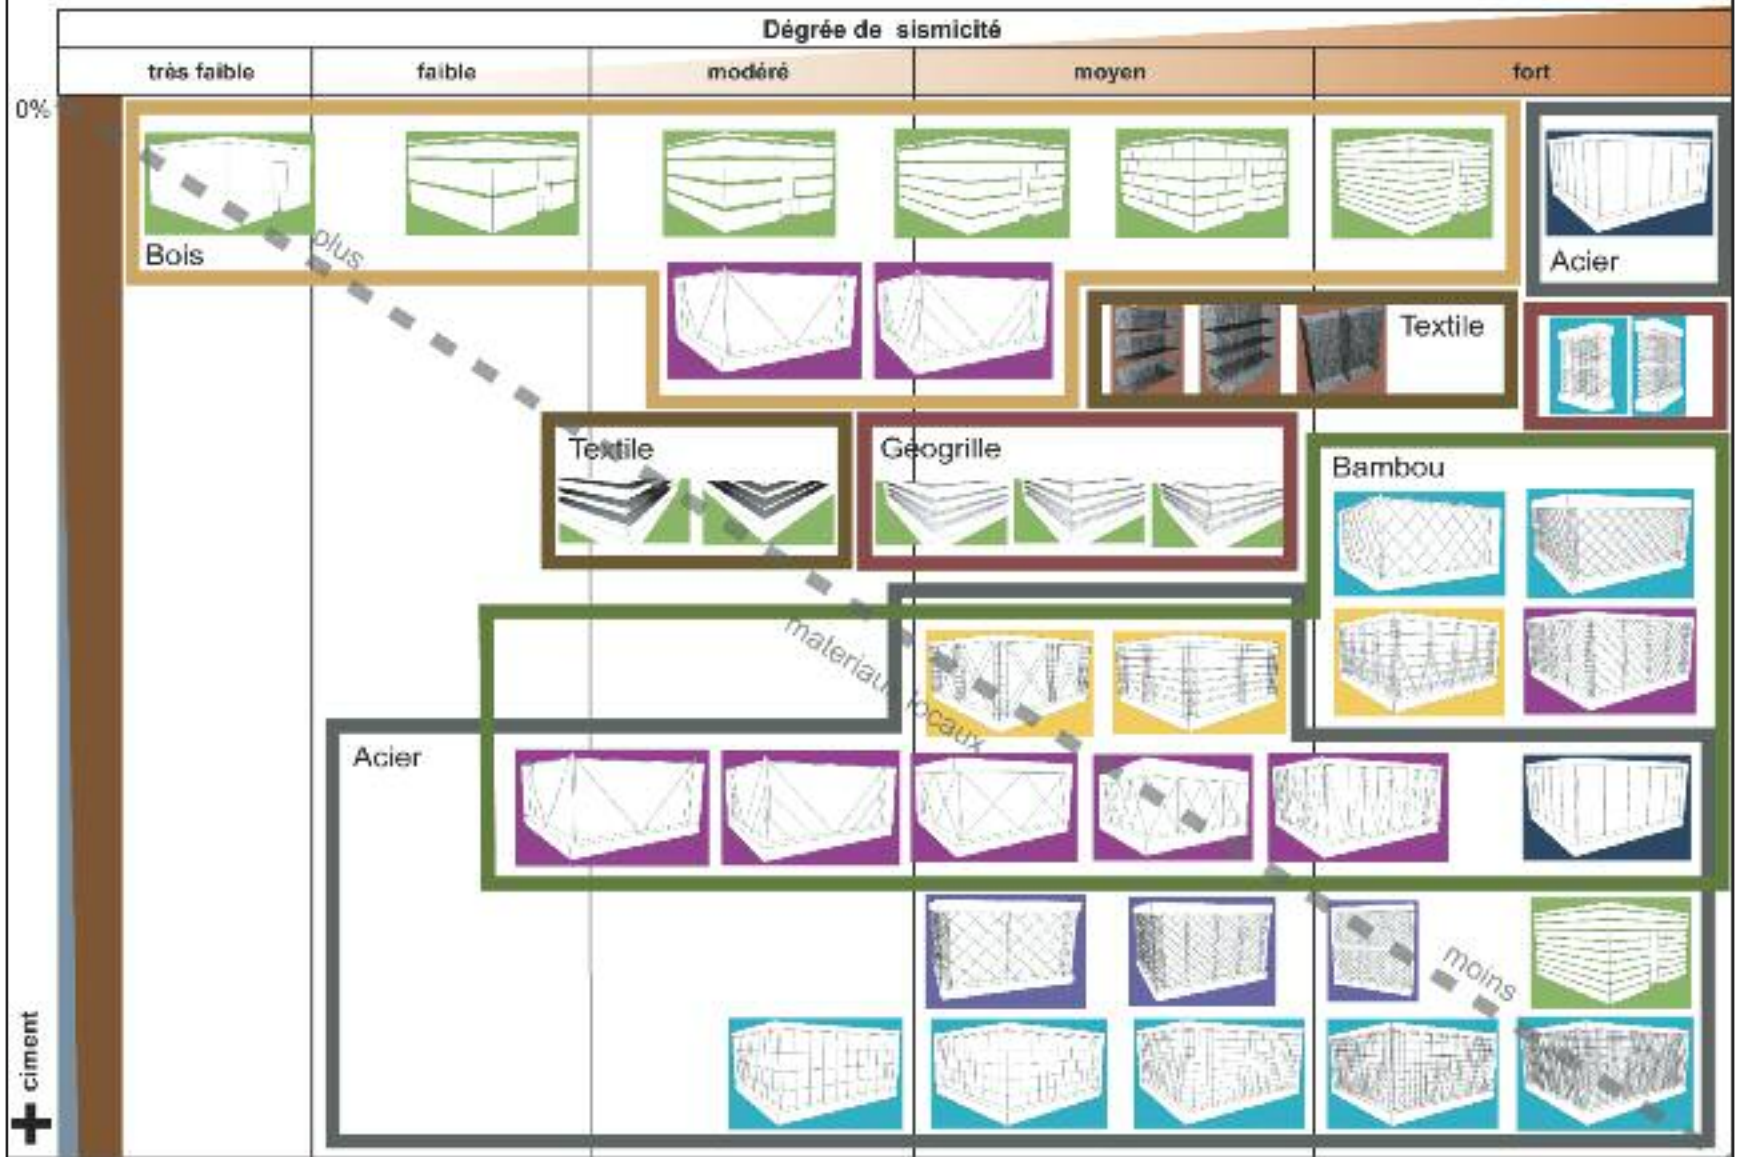 Dégrée de sismicité
très faible
faible
modéré
moyen
fort
0%
Bois
plus
Acier
Textile
Textile
Géogrille
Bambou
materiaux locaux
Acier
moins
+ ciment